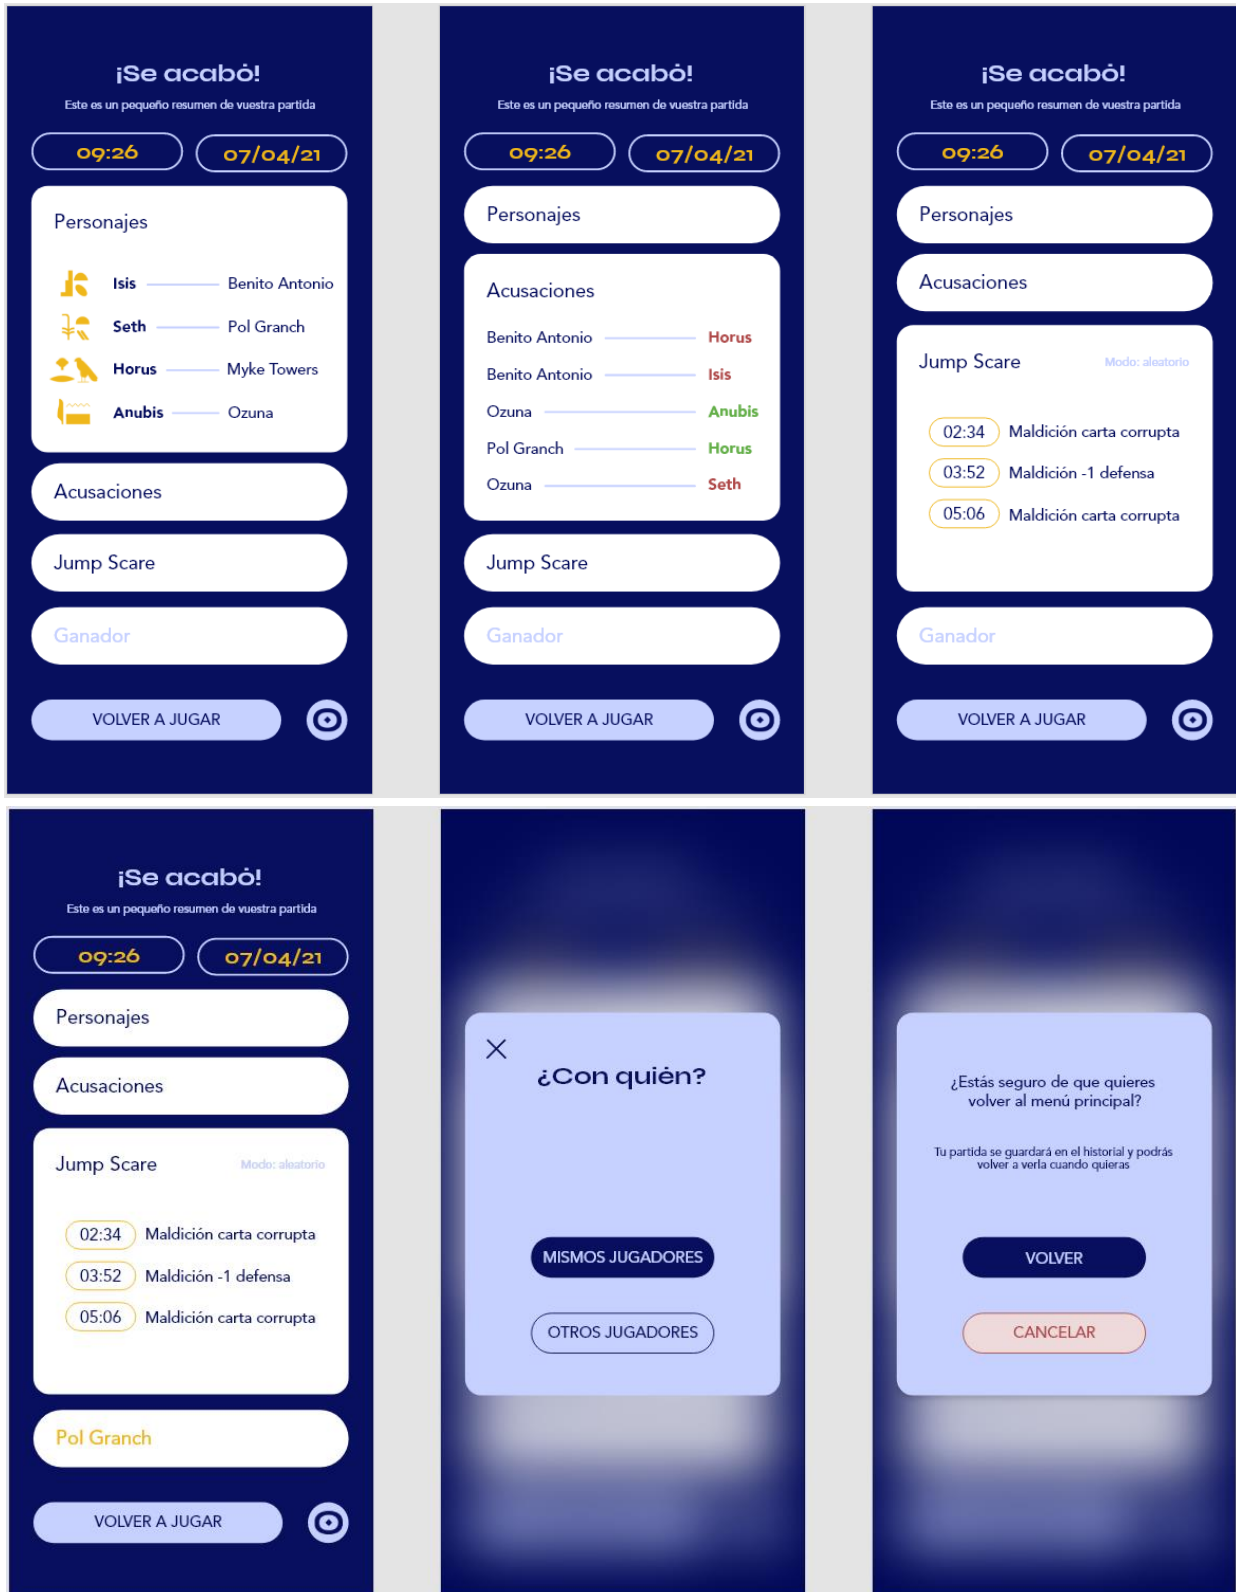 ¡Se acabó!
Este es un pequeño resumen de vuestra partida
09:26 07/04/21
Personajes
Isis Benito Antonio
Seth Pol Granch
Horus Myke Towers
Anubis Ozuna
Acusaciones
Jump Scare
Ganador
VOLVER A JUGAR
¡Se acabó!
Este es un pequeño resumen de vuestra partida
09:26 07/04/21
Personajes
Acusaciones
Benito Antonio Horus
Benito Antonio Isis
Ozuna Anubis
Pol Granch Horus
Ozuna Seth
Jump Scare
Ganador
VOLVER A JUGAR
¡Se acabó!
Este es un pequeño resumen de vuestra partida
09:26 07/04/21
Personajes
Acusaciones
Jump Scare Modo: aleatorio
02:34 Maldición carta corrupta
03:52 Maldición -1 defensa
05:06 Maldición carta corrupta
Ganador
VOLVER A JUGAR
¡Se acabó!
Este es un pequeño resumen de vuestra partida
09:26 07/04/21
Personajes
Acusaciones
Jump Scare Modo: aleatorio
02:34 Maldición carta corrupta
03:52 Maldición -1 defensa
05:06 Maldición carta corrupta
Pol Granch
VOLVER A JUGAR
¿Con quién?
MISMOS JUGADORES
OTROS JUGADORES
¿Estás seguro de que quieres
volver al menú principal?
Tu partida se guardará en el historial y podrás
volver a verla cuando quieras
VOLVER
CANCELAR